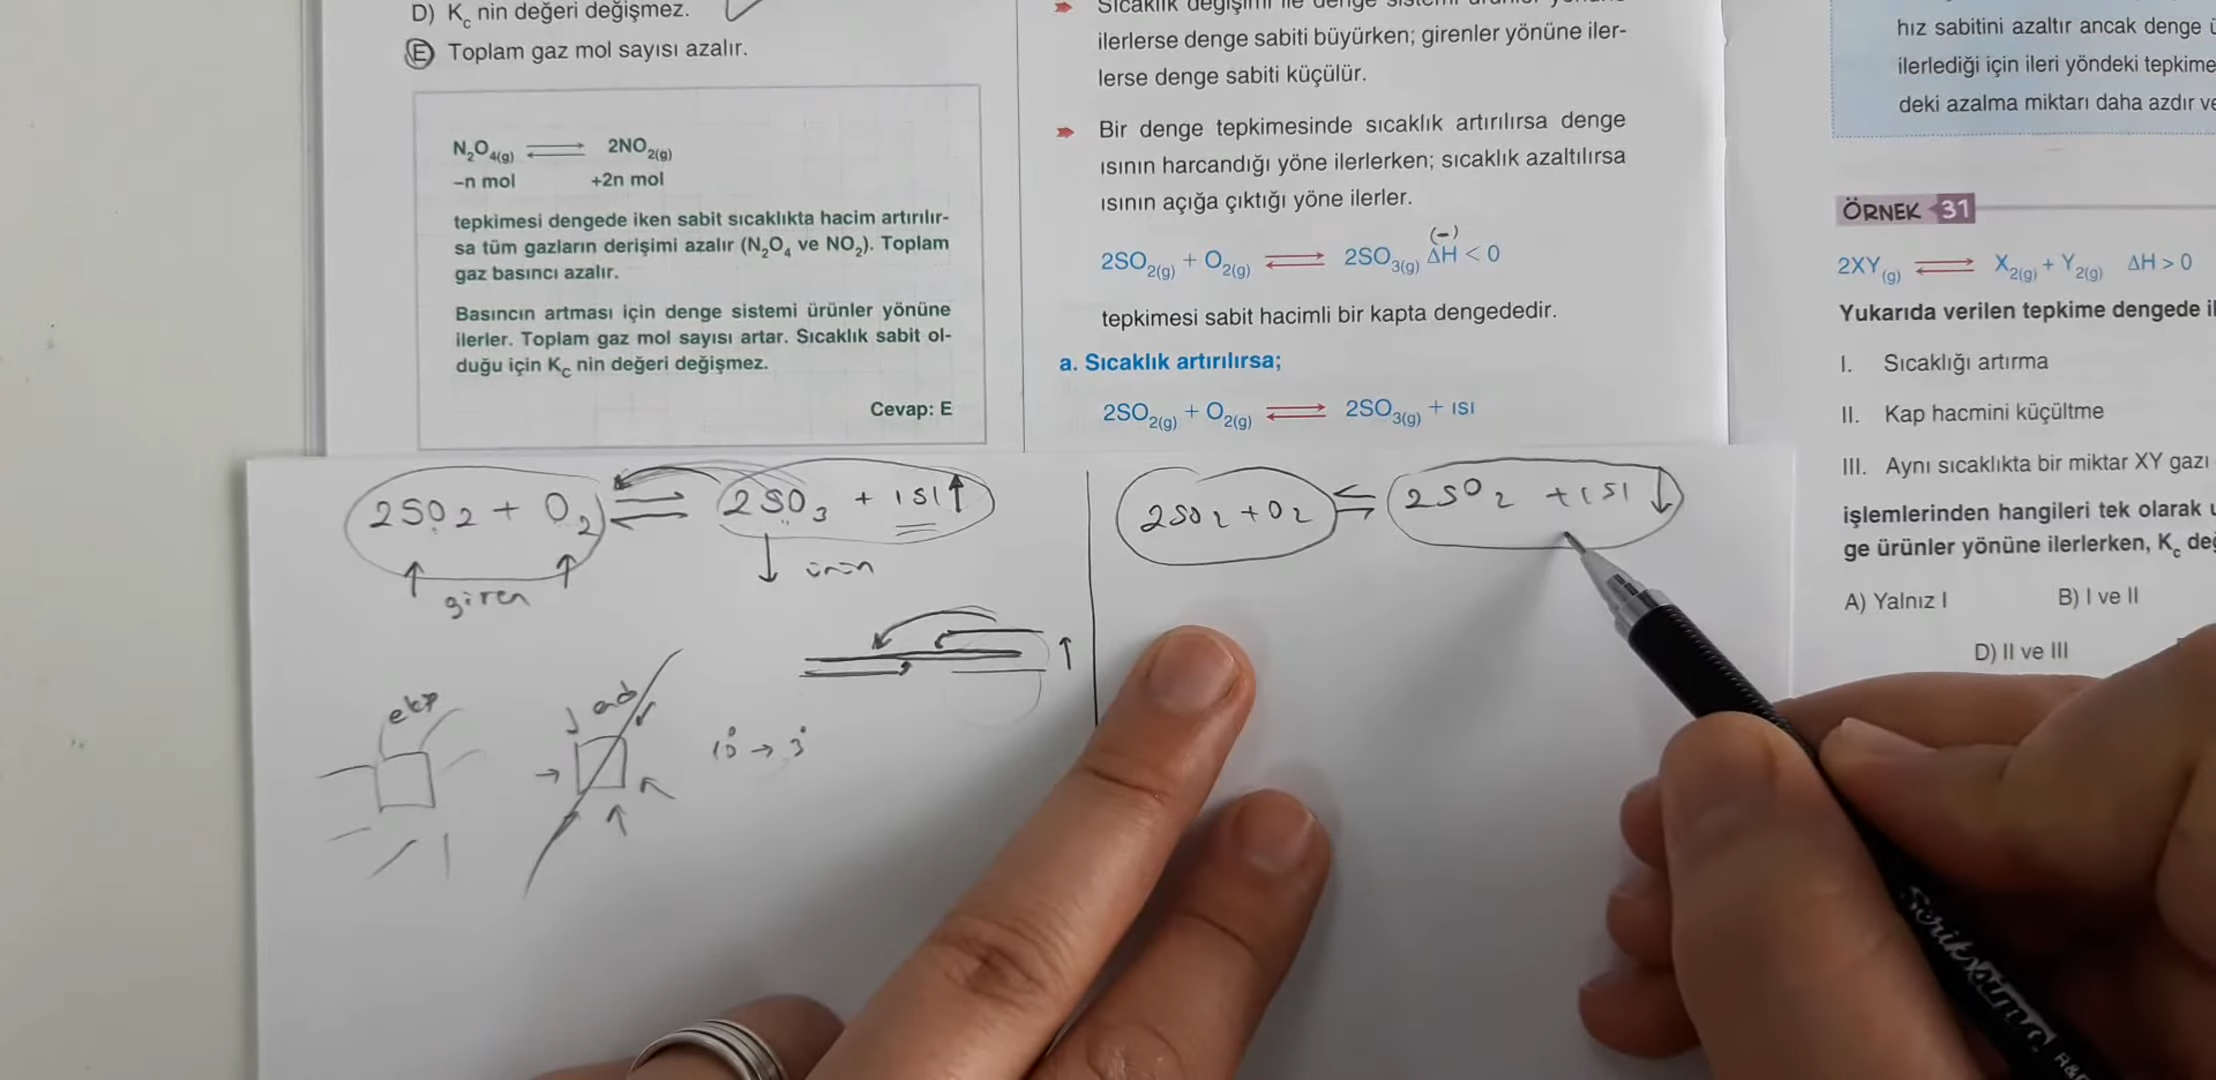 D) Kc nin değeri değişmez.
E) Toplam gaz mol sayısı azalır.
N2O4(g) ⇌ 2NO2(g)
–n mol +2n mol
tepkimesi dengede iken sabit sıcaklıkta hacim artırılır-
sa tüm gazların derişimi azalır (N2O4 ve NO2). Toplam
gaz basıncı azalır.
Basıncın artması için denge sistemi ürünler yönüne
ilerler. Toplam gaz mol sayısı artar. Sıcaklık sabit ol-
duğu için Kc nin değeri değişmez.
Cevap: E
Sıcaklık değişimi ile denge sistemi
ilerlerse denge sabiti büyürken; girenler yönüne iler-
lerse denge sabiti küçülür.
Bir denge tepkimesinde sıcaklık artırılırsa denge
ısının harcandığı yöne ilerlerken; sıcaklık azaltılırsa
ısının açığa çıktığı yöne ilerler.
(-)
2SO2(g) + O2(g) ⇌ 2SO3(g) ΔH < 0
tepkimesi sabit hacimli bir kapta dengededir.
a. Sıcaklık artırılırsa;
2SO2(g) + O2(g) ⇌ 2SO3(g) + ısı
hız sabitini azaltır ancak denge
ilerlediği için ileri yöndeki tepkime
deki azalma miktarı daha azdır
ÖRNEK 31
2XY(g) ⇌ X2(g) + Y2(g) ΔH > 0
Yukarıda verilen tepkime dengede
I. Sıcaklığı artırma
II. Kap hacmini küçültme
III. Aynı sıcaklıkta bir miktar XY gazı
işlemlerinden hangileri tek olarak
ge ürünler yönüne ilerlerken, Kc
A) Yalnız I B) I ve II
D) II ve III
2SO2 + O2 ⇌ 2SO3 + ısı ↑
↑ giren ↑ ↓ ürün
2SO2 + O2 ⇌ 2SO2 + ısı ↓
↑